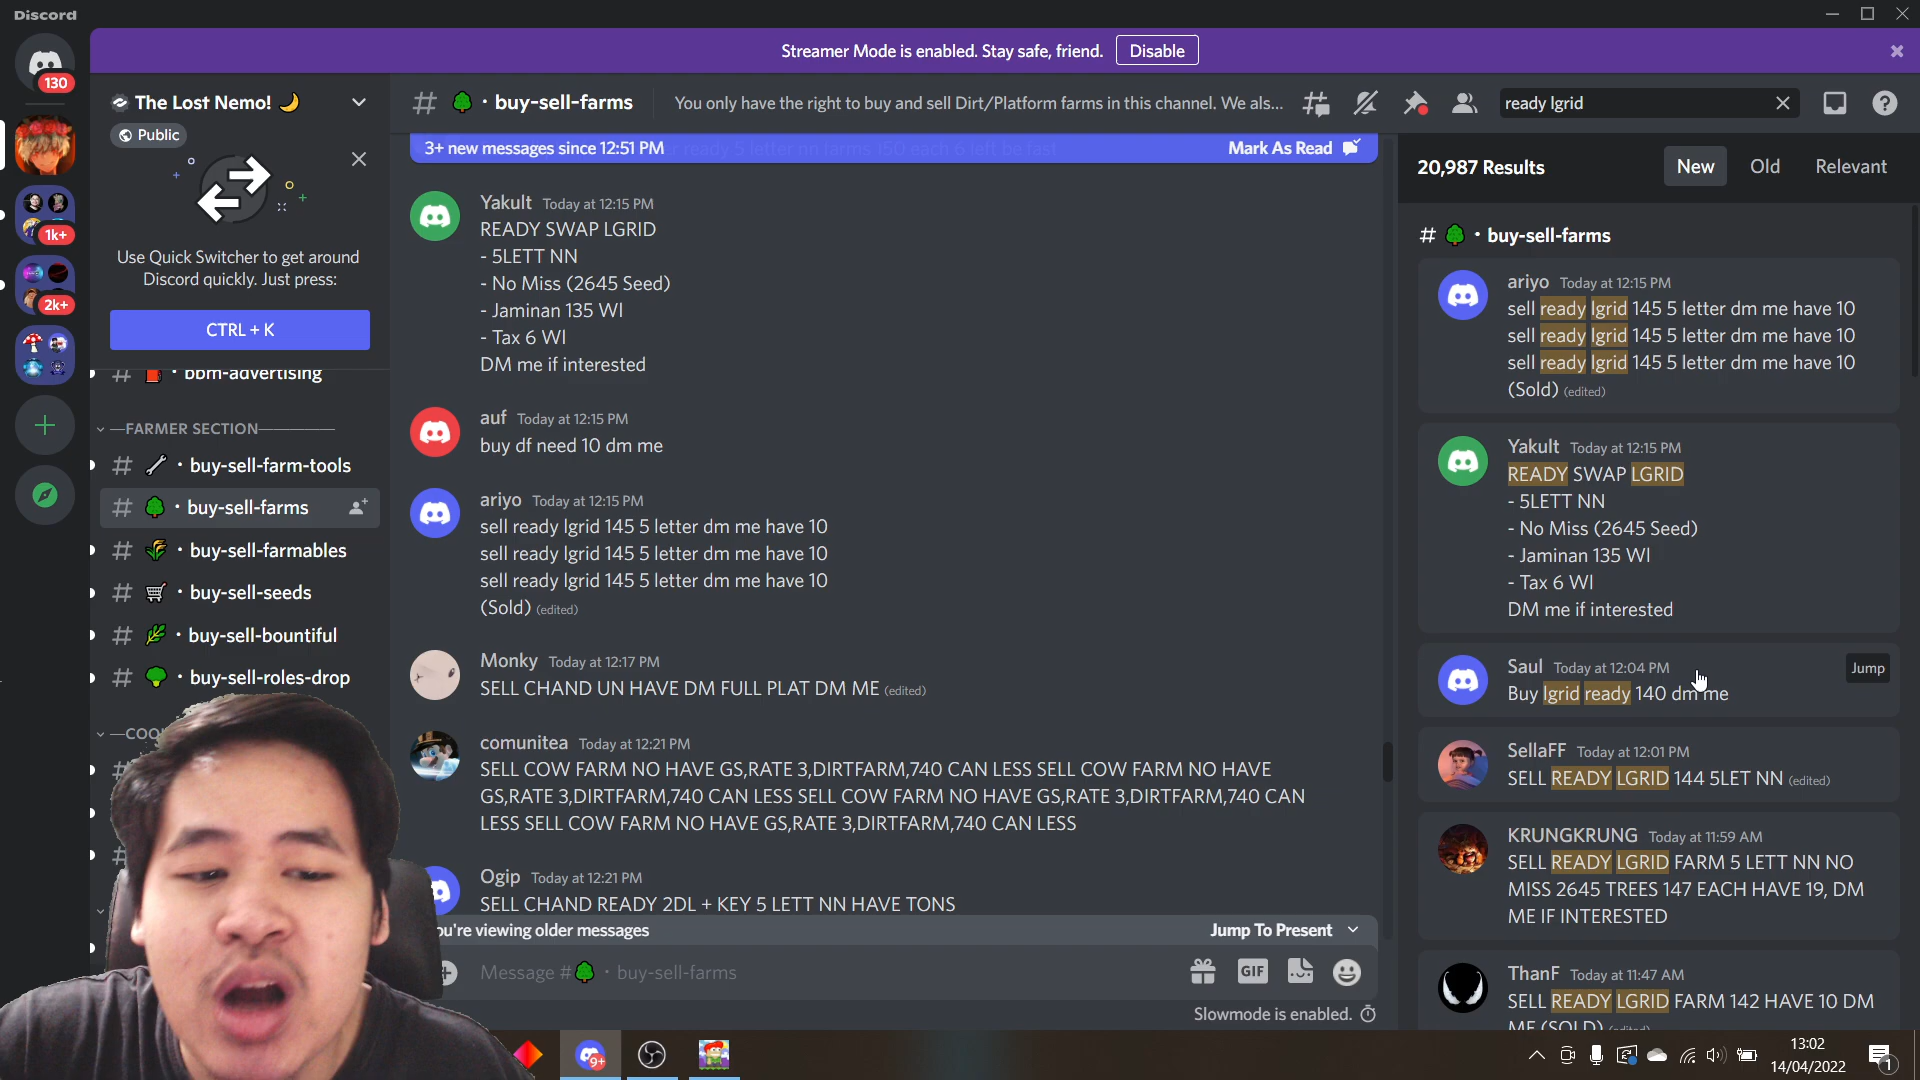 Discord
Streamer Mode is enabled. Stay safe, friend.
Disable
130
1k+
2k+
The Lost Nemo!
Public
Use Quick Switcher to get around
Discord quickly. Just press:
CTRL + K
bbm-advertising
—FARMER SECTION—
buy-sell-farm-tools
buy-sell-farms
buy-sell-farmables
buy-sell-seeds
buy-sell-bountiful
buy-sell-roles-drop
# · buy-sell-farms
You only have the right to buy and sell Dirt/Platform farms in this channel. We als...
3+ new messages since 12:51 PM
Mark As Read
Yakult Today at 12:15 PM
READY SWAP LGRID
- 5LETT NN
- No Miss (2645 Seed)
- Jaminan 135 Wl
- Tax 6 Wl
DM me if interested
auf Today at 12:15 PM
buy df need 10 dm me
ariyo Today at 12:15 PM
sell ready lgrid 145 5 letter dm me have 10
sell ready lgrid 145 5 letter dm me have 10
sell ready lgrid 145 5 letter dm me have 10
(Sold) (edited)
Monky Today at 12:17 PM
SELL CHAND UN HAVE DM FULL PLAT DM ME (edited)
comunitea Today at 12:21 PM
SELL COW FARM NO HAVE GS,RATE 3,DIRTFARM,740 CAN LESS SELL COW FARM NO HAVE
GS,RATE 3,DIRTFARM,740 CAN LESS SELL COW FARM NO HAVE GS,RATE 3,DIRTFARM,740 CAN
LESS SELL COW FARM NO HAVE GS,RATE 3,DIRTFARM,740 CAN LESS
Ogip Today at 12:21 PM
SELL CHAND READY 2DL + KEY 5 LETT NN HAVE TONS
You're viewing older messages
Jump To Present
Message # · buy-sell-farms
GIF
Slowmode is enabled.
ready lgrid
20,987 Results
New
Old
Relevant
# · buy-sell-farms
ariyo Today at 12:15 PM
sell ready lgrid 145 5 letter dm me have 10
sell ready lgrid 145 5 letter dm me have 10
sell ready lgrid 145 5 letter dm me have 10
(Sold) (edited)
Yakult Today at 12:15 PM
READY SWAP LGRID
- 5LETT NN
- No Miss (2645 Seed)
- Jaminan 135 Wl
- Tax 6 Wl
DM me if interested
Saul Today at 12:04 PM
Jump
Buy lgrid ready 140 dm me
SellaFF Today at 12:01 PM
SELL READY LGRID 144 5LET NN (edited)
KRUNGKRUNG Today at 11:59 AM
SELL READY LGRID FARM 5 LETT NN NO
MISS 2645 TREES 147 EACH HAVE 19, DM
ME IF INTERESTED
ThanF Today at 11:47 AM
SELL READY LGRID FARM 142 HAVE 10 DM
ME (SOLD) (edited)
9+
13:02
14/04/2022
1